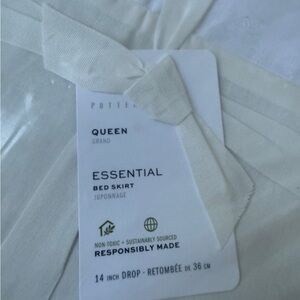 POTTE
QUEEN
GRAND
ESSENTIAL
BED SKIRT
JUPONNAGE
NON-TOXIC + SUSTAINABLY SOURCED
RESPONSIBLY MADE
14 INCH DROP · RETOMBÉE DE 36 CM